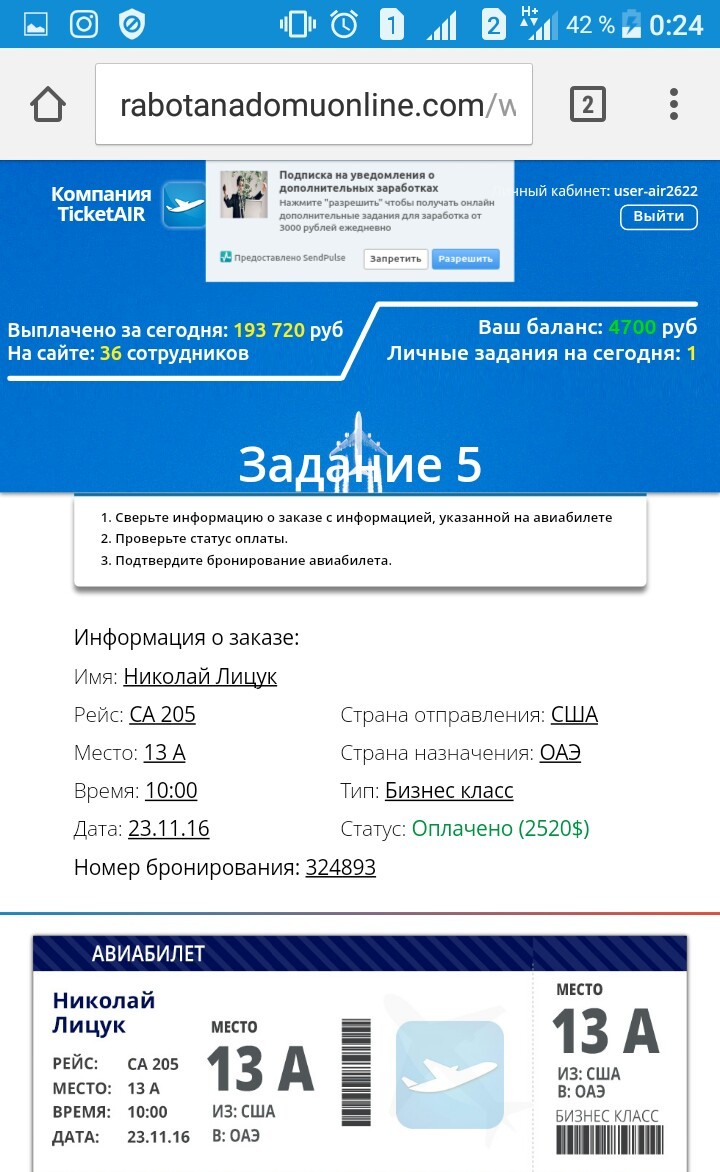 1
2
H+
42 %
0:24
rabotanadomuonline.com/w
2
Компания
TicketAIR
Подписка на уведомления о
дополнительных заработках
Нажмите "разрешить" чтобы получать онлайн
дополнительные задания для заработка от
3000 рублей ежедневно
Предоставлено SendPulse
Запретить
Разрешить
чный кабинет: user-air2622
Выйти
Выплачено за сегодня: 193 720 руб
На сайте: 36 сотрудников
Ваш баланс: 4700 руб
Личные задания на сегодня: 1
Задание 5
1. Сверьте информацию о заказе с информацией, указанной на авиабилете
2. Проверьте статус оплаты.
3. Подтвердите бронирование авиабилета.
Информация о заказе:
Имя: Николай Лицук
Рейс: CA 205
Страна отправления: США
Место: 13 A
Страна назначения: ОАЭ
Время: 10:00
Тип: Бизнес класс
Дата: 23.11.16
Статус: Оплачено (2520$)
Номер бронирования: 324893
АВИАБИЛЕТ
Николай
Лицук
РЕЙС: CA 205
МЕСТО: 13 A
ВРЕМЯ: 10:00
ДАТА: 23.11.16
МЕСТО
13 A
ИЗ: США
В: ОАЭ
МЕСТО
13 A
ИЗ: США
В: ОАЭ
БИЗНЕС КЛАСС